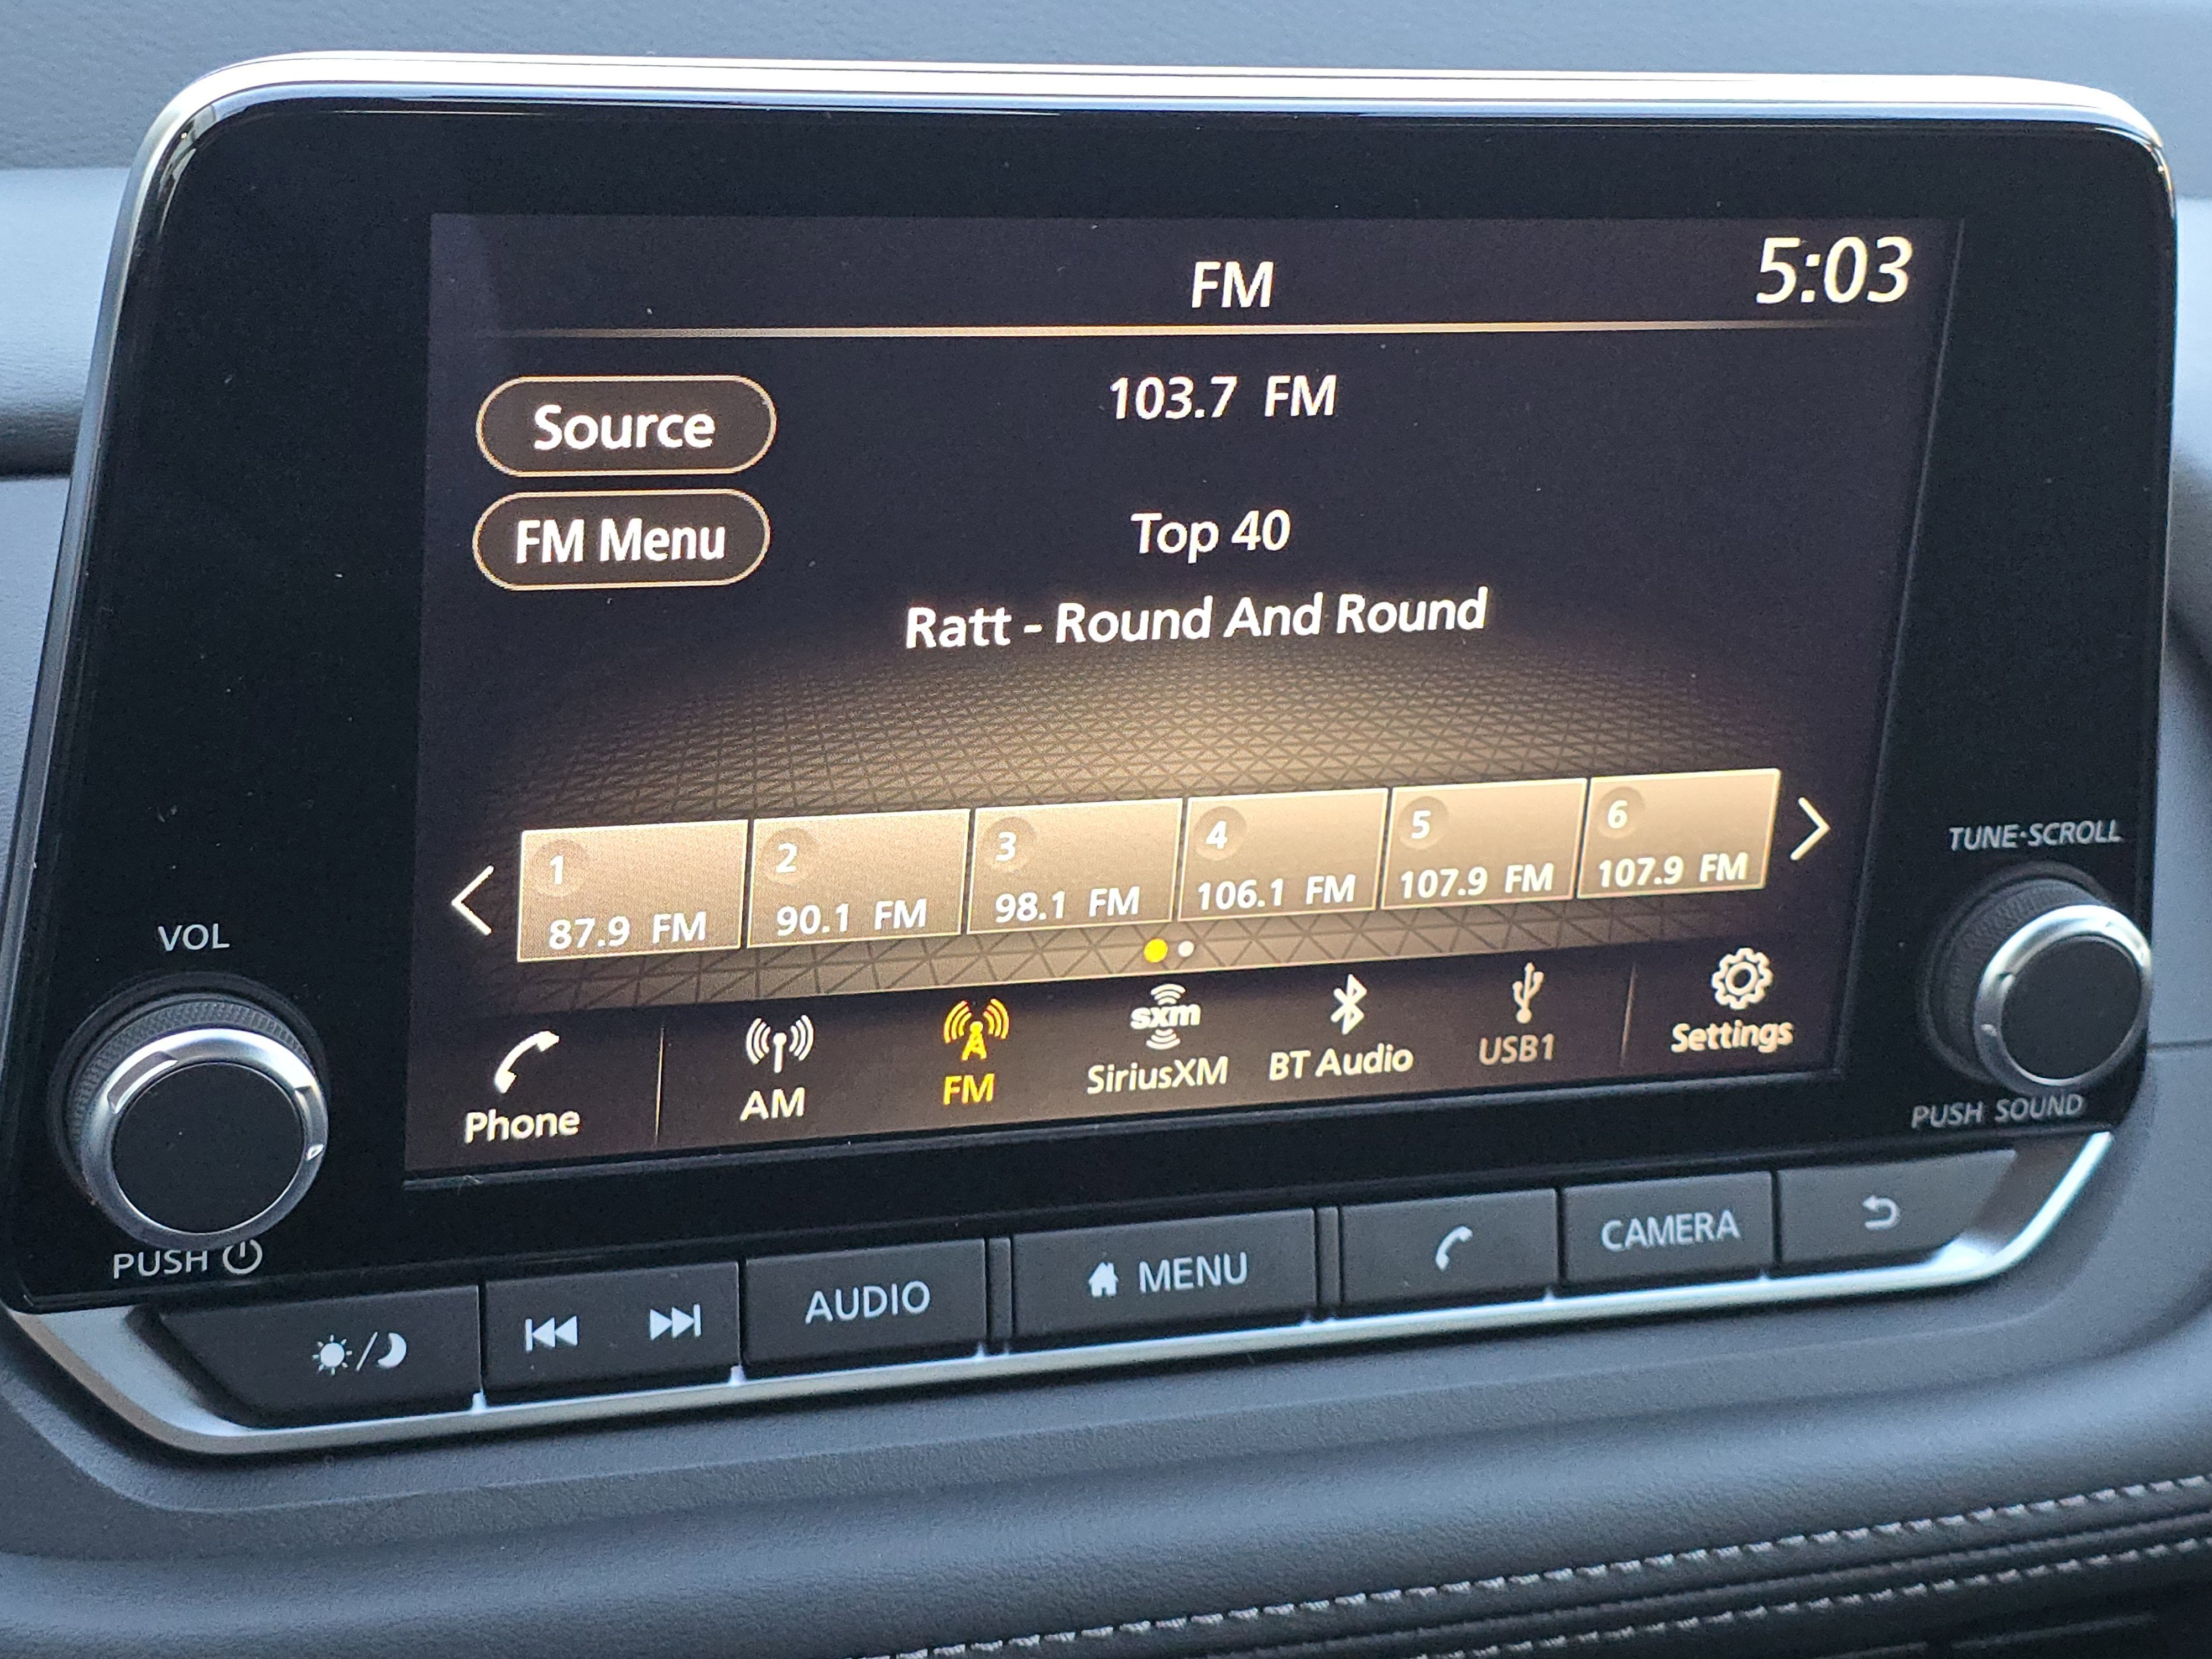 FM
5:03
Source
103.7 FM
FM Menu
Top 40
Ratt - Round And Round
1
87.9 FM
2
90.1 FM
3
98.1 FM
4
106.1 FM
5
107.9 FM
6
107.9 FM
Phone
AM
FM
sxm
SiriusXM
BT Audio
USB1
Settings
VOL
PUSH
TUNE·SCROLL
PUSH SOUND
AUDIO
MENU
CAMERA